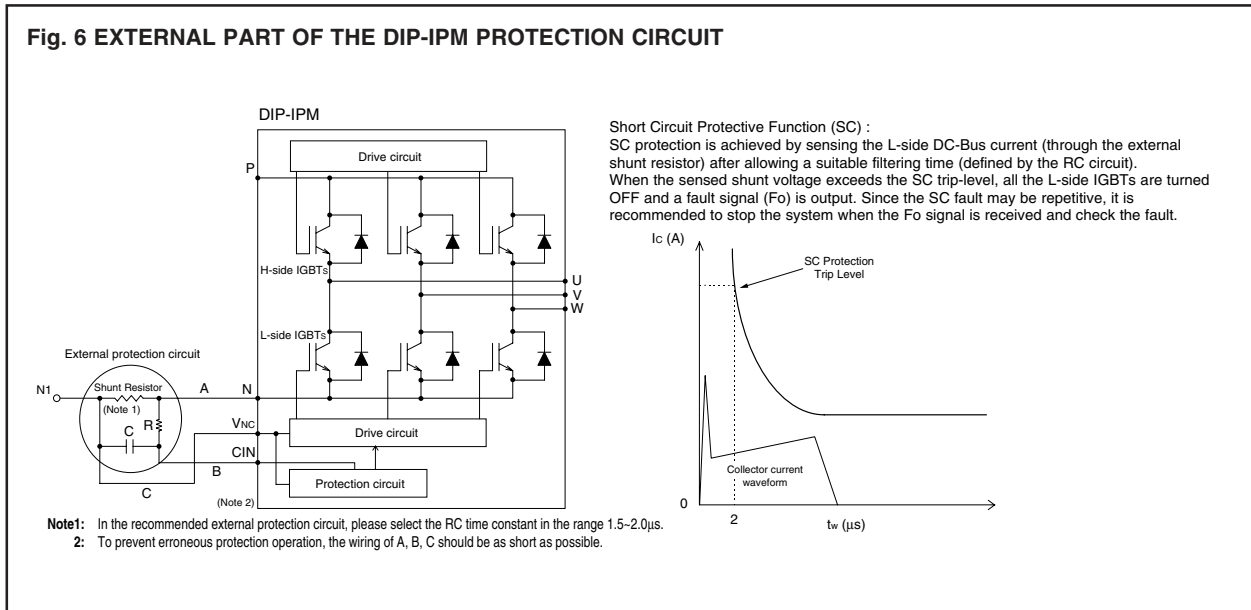 Fig. 6 EXTERNAL PART OF THE DIP-IPM PROTECTION CIRCUIT
DIP-IPM
Drive circuit
P
H-side IGBTs
U
V
W
L-side IGBTs
External protection circuit
N1
Shunt Resistor
(Note 1)
A
N
R
C
VNC
Drive circuit
CIN
B
C
Protection circuit
(Note 2)
Short Circuit Protective Function (SC) :
SC protection is achieved by sensing the L-side DC-Bus current (through the external
shunt resistor) after allowing a suitable filtering time (defined by the RC circuit).
When the sensed shunt voltage exceeds the SC trip-level, all the L-side IGBTs are turned
OFF and a fault signal (Fo) is output. Since the SC fault may be repetitive, it is
recommended to stop the system when the Fo signal is received and check the fault.
IC (A)
SC Protection
Trip Level
Collector current
waveform
0
2
tw (µs)
Note1: In the recommended external protection circuit, please select the RC time constant in the range 1.5~2.0µs.
2: To prevent erroneous protection operation, the wiring of A, B, C should be as short as possible.